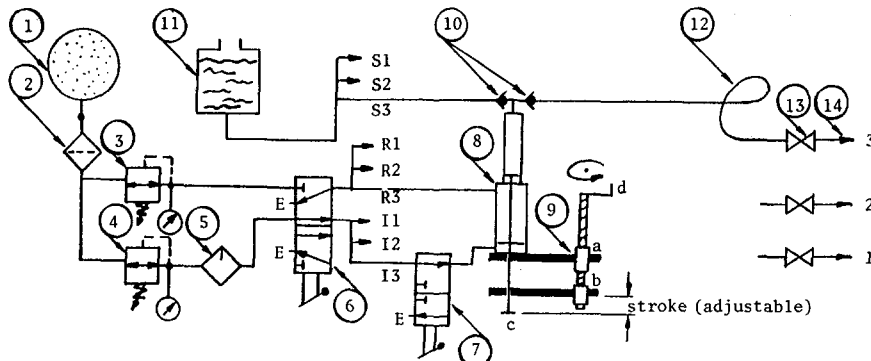 1
11
10
12
2
S1
S2
13
14
S3
3
3
R1
8
R2
d
4
5
R3
E
I1
9
2
I2
a
E
I3
b
1
6
stroke (adjustable)
E
c
7